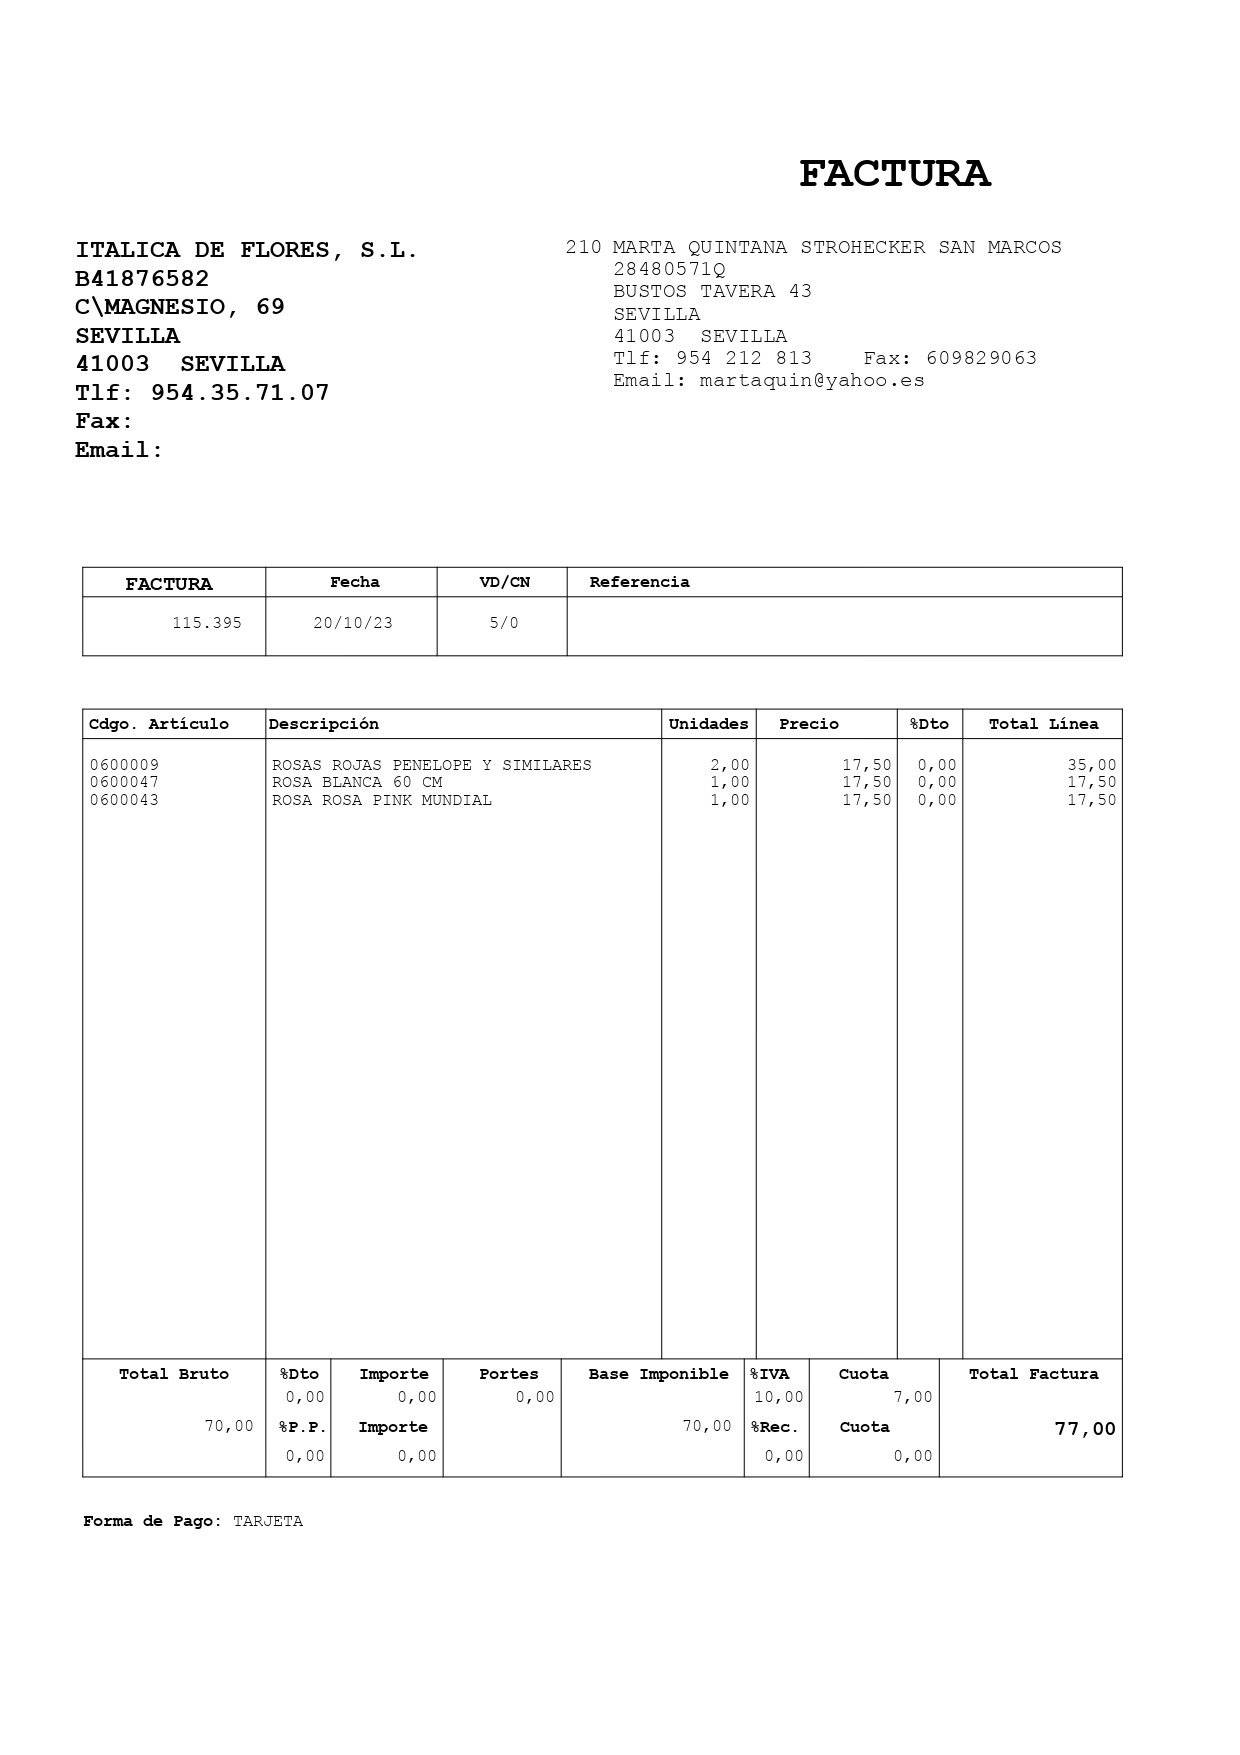 FACTURA
ITALICA DE FLORES, S.L.
B41876582
C\MAGNESIO, 69
SEVILLA
41003  SEVILLA
Tlf: 954.35.71.07
Fax:
Email:
210 MARTA QUINTANA STROHECKER SAN MARCOS
28480571Q
BUSTOS TAVERA 43
SEVILLA
41003  SEVILLA
Tlf: 954 212 813    Fax: 609829063
Email: martaquin@yahoo.es
FACTURA Fecha VD/CN Referencia
115.395 20/10/23 5/0
Cdgo. Artículo Descripción Unidades Precio %Dto Total Línea
0600009 ROSAS ROJAS PENELOPE Y SIMILARES 2,00 17,50 0,00 35,00
0600047 ROSA BLANCA 60 CM 1,00 17,50 0,00 17,50
0600043 ROSA ROSA PINK MUNDIAL 1,00 17,50 0,00 17,50
Total Bruto %Dto Importe Portes Base Imponible %IVA Cuota Total Factura
0,00 0,00 0,00 10,00 7,00
70,00 %P.P. Importe 70,00 %Rec. Cuota 77,00
0,00 0,00 0,00 0,00
Forma de Pago: TARJETA